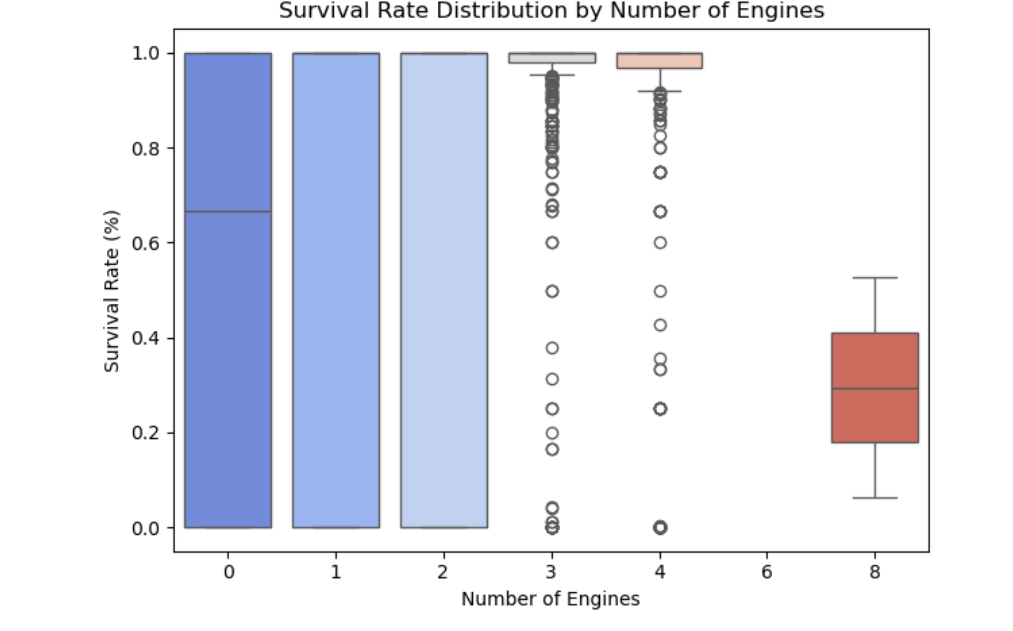 Survival Rate Distribution by Number of Engines
1.0
0.8
0.6
0.4
0.2
0.0
Survival Rate (%)
0 1 2 3 4 6 8
Number of Engines